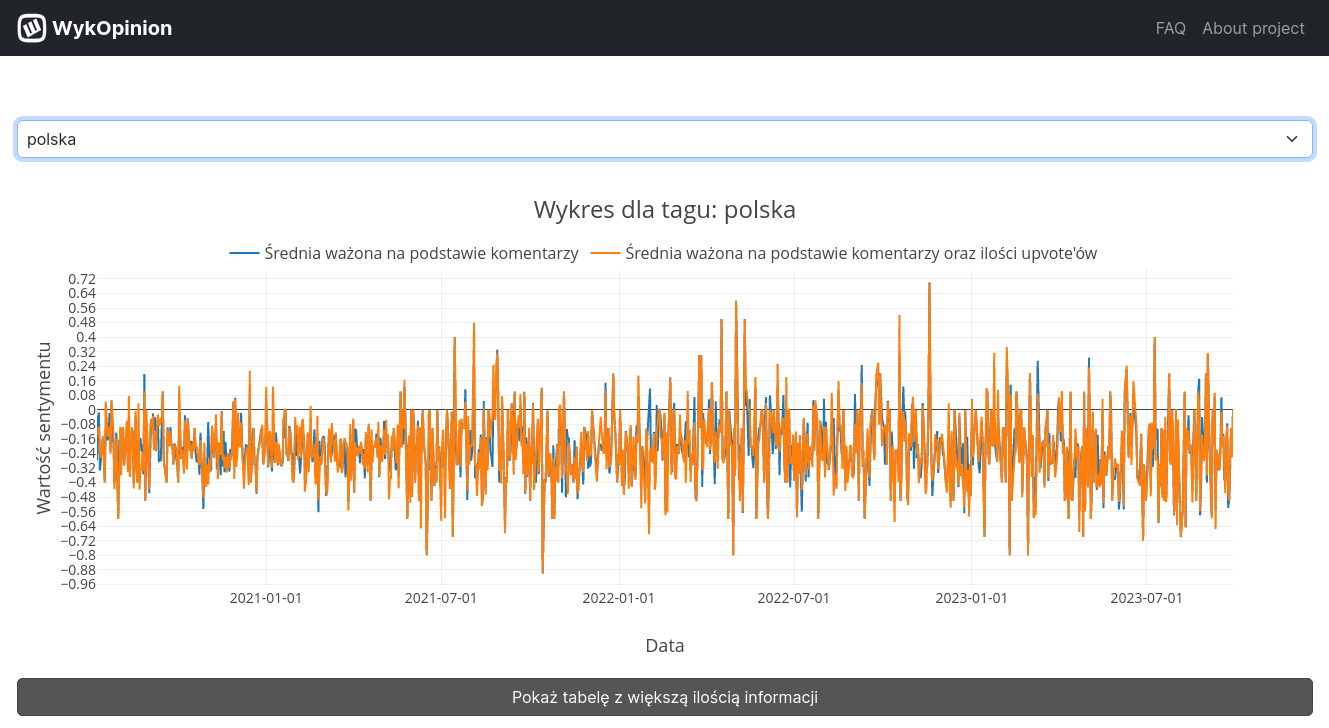 WykOpinion
FAQ About project
polska
Wykres dla tagu: polska
Średnia ważona na podstawie komentarzy Średnia ważona na podstawie komentarzy oraz ilości upvote'ów
0.72
0.64
0.56
0.48
0.4
0.32
0.24
0.16
0.08
0
−0.08
−0.16
−0.24
−0.32
−0.4
−0.48
−0.56
−0.64
−0.72
−0.8
−0.88
−0.96
Wartość sentymentu
2021-01-01 2021-07-01 2022-01-01 2022-07-01 2023-01-01 2023-07-01
Data
Pokaż tabelę z większą ilością informacji